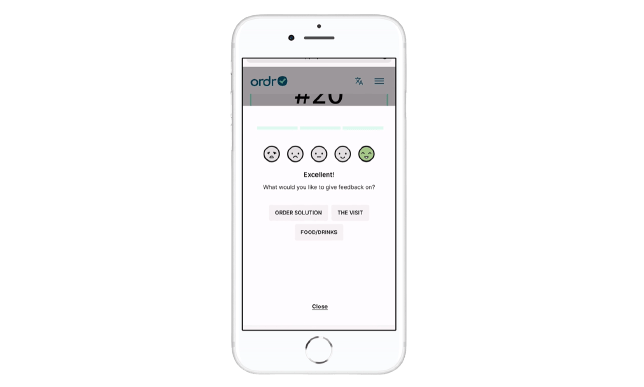 ordr
#20
Excellent!
What would you like to give feedback on?
ORDER SOLUTION
THE VISIT
FOOD/DRINKS
Close